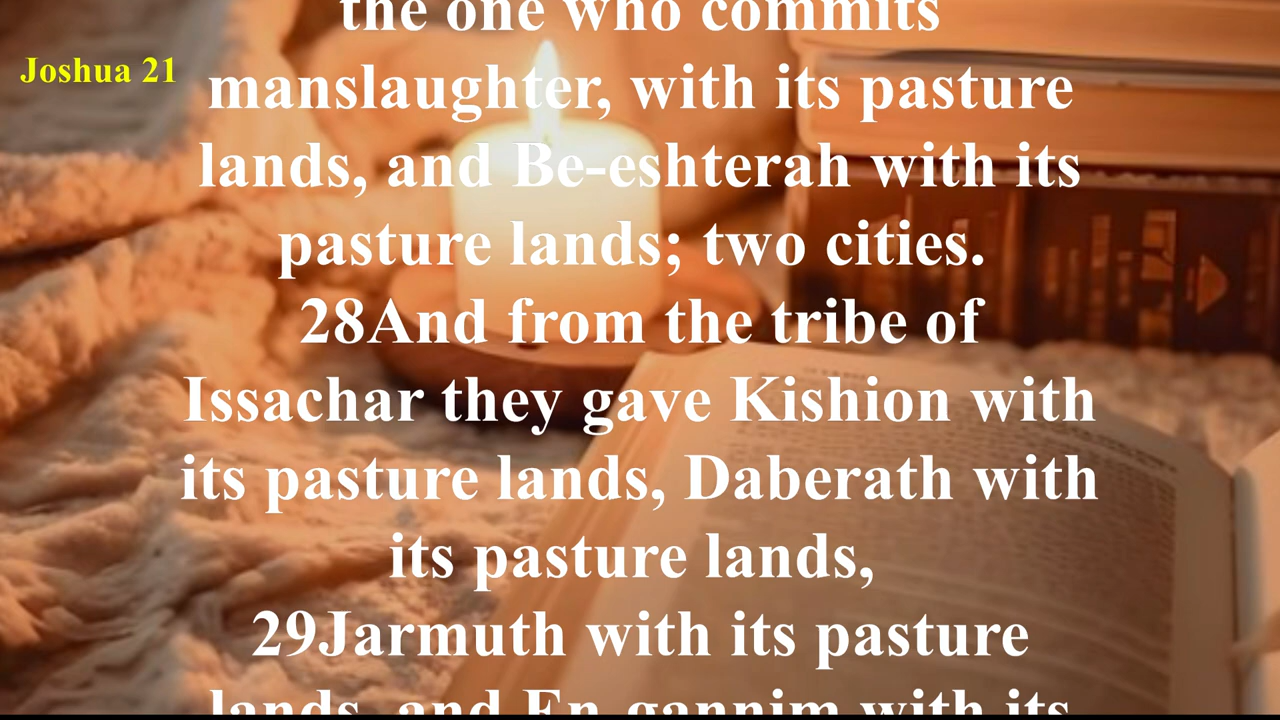 the one who commits
Joshua 21
manslaughter, with its pasture
lands, and Be-eshterah with its
pasture lands; two cities.
28And from the tribe of
Issachar they gave Kishion with
its pasture lands, Daberath with
its pasture lands,
29Jarmuth with its pasture
lands, and En-gannim with its